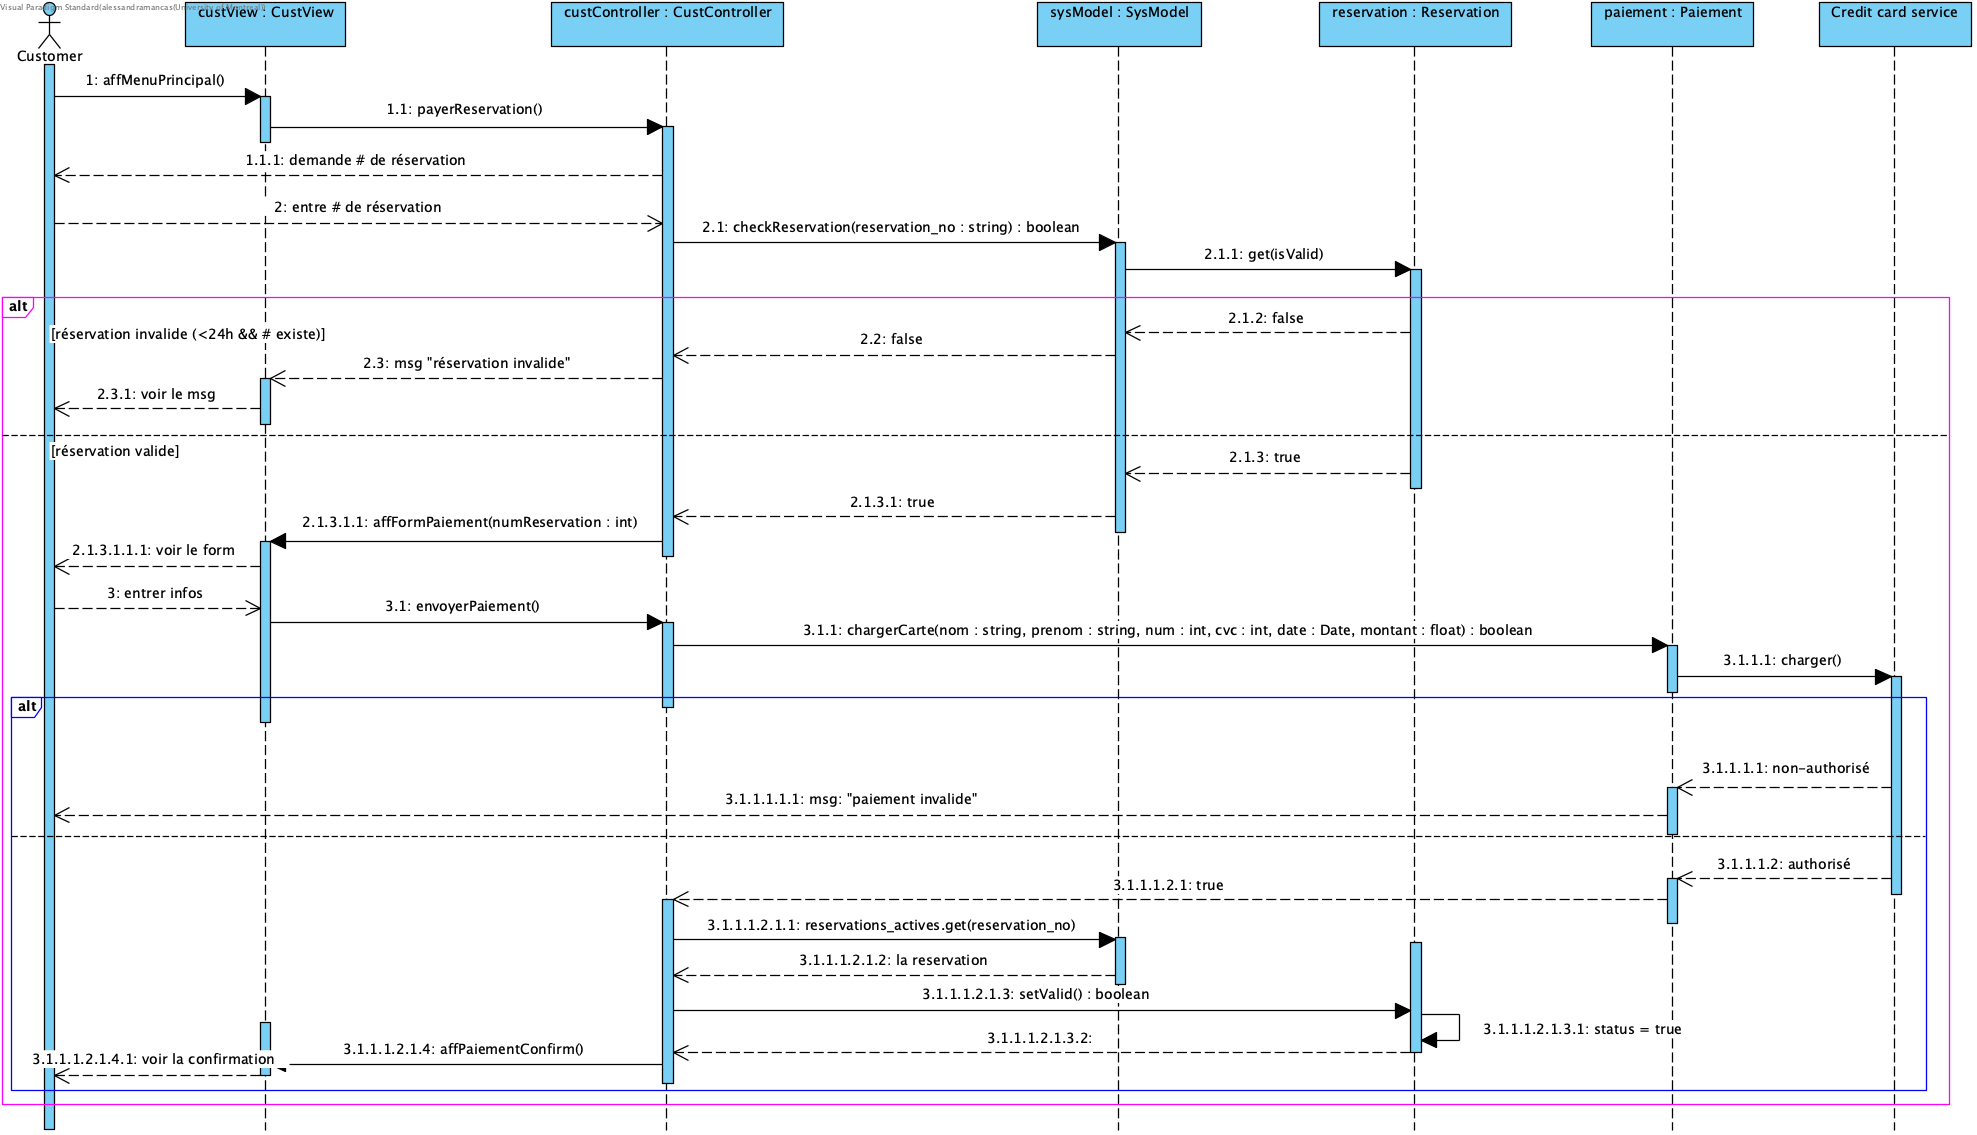 Visual Paradigm Standard(alessandramancas(University of Montreal))
Customer
custView : CustView
custController : CustController
sysModel : SysModel
reservation : Reservation
paiement : Paiement
Credit card service
1: affMenuPrincipal()
1.1: payerReservation()
1.1.1: demande # de réservation
2: entre # de réservation
2.1: checkReservation(reservation_no : string) : boolean
2.1.1: get(isValid)
alt
[réservation invalide (<24h && # existe)]
2.1.2: false
2.2: false
2.3: msg "réservation invalide"
2.3.1: voir le msg
[réservation valide]
2.1.3: true
2.1.3.1: true
2.1.3.1.1: affFormPaiement(numReservation : int)
2.1.3.1.1.1: voir le form
3: entrer infos
3.1: envoyerPaiement()
3.1.1: chargerCarte(nom : string, prenom : string, num : int, cvc : int, date : Date, montant : float) : boolean
3.1.1.1: charger()
alt
3.1.1.1.1: non-authorisé
3.1.1.1.1.1: msg: "paiement invalide"
3.1.1.1.2: authorisé
3.1.1.1.2.1: true
3.1.1.1.2.1.1: reservations_actives.get(reservation_no)
3.1.1.1.2.1.2: la reservation
3.1.1.1.2.1.3: setValid() : boolean
3.1.1.1.2.1.3.1: status = true
3.1.1.1.2.1.3.2:
3.1.1.1.2.1.4: affPaiementConfirm()
3.1.1.1.2.1.4.1: voir la confirmation